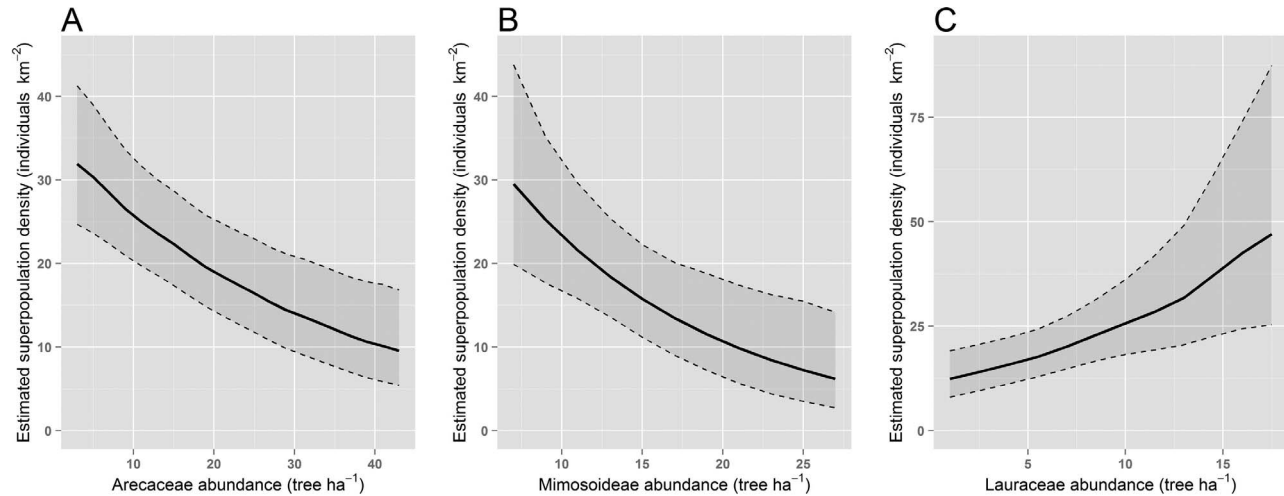 A
Estimated superpopulation density (individuals km⁻²)
40
30
20
10
0
10 20 30 40
Arecaceae abundance (tree ha⁻¹)
B
Estimated superpopulation density (individuals km⁻²)
40
30
20
10
0
10 15 20 25
Mimosoideae abundance (tree ha⁻¹)
C
Estimated superpopulation density (individuals km⁻²)
75
50
25
0
5 10 15
Lauraceae abundance (tree ha⁻¹)